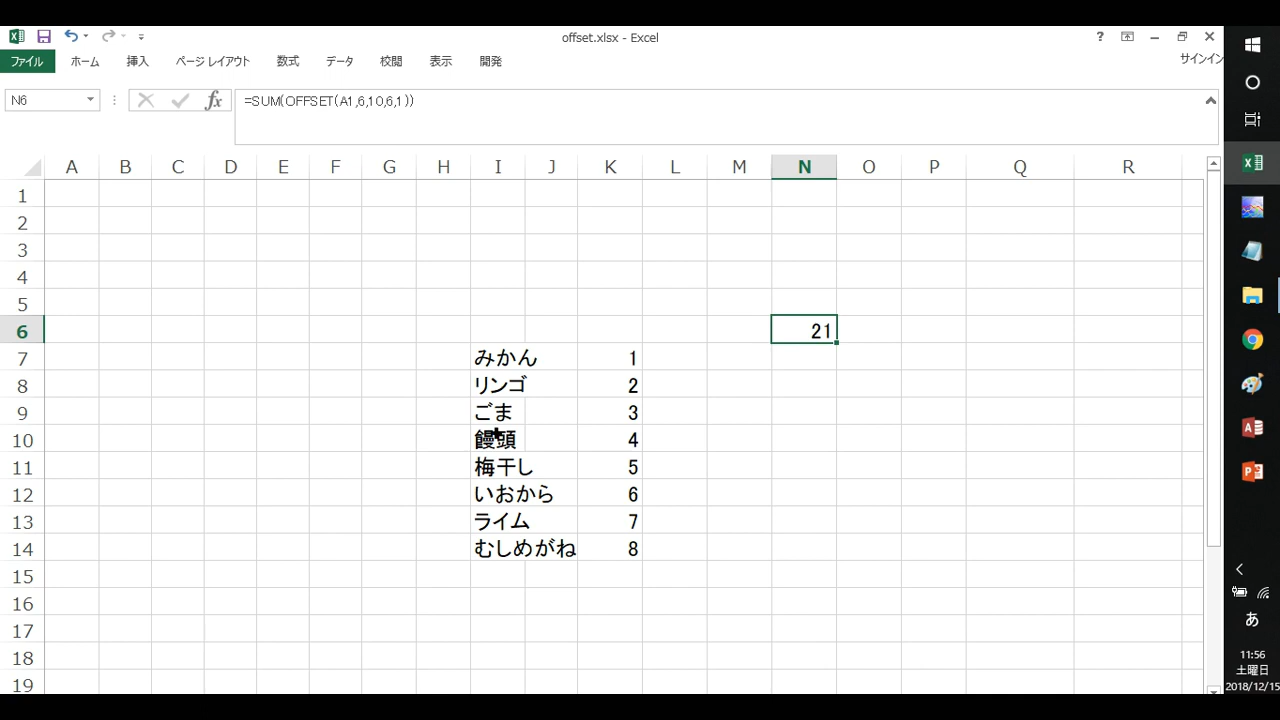 offset.xlsx - Excel
サインイン
ファイル ホーム 挿入 ページ レイアウト 数式 データ 校閲 表示 開発
N6 fx =SUM(OFFSET(A1,6,10,6,1))
A B C D E F G H I J K L M N O P Q R
1
2
3
4
5
6 21
7 みかん 1
8 リンゴ 2
9 ごま 3
10 饅頭 4
11 梅干し 5
12 いおから 6
13 ライム 7
14 むしめがね 8
15
16
17
18
19
あ
11:56
土曜日
2018/12/15